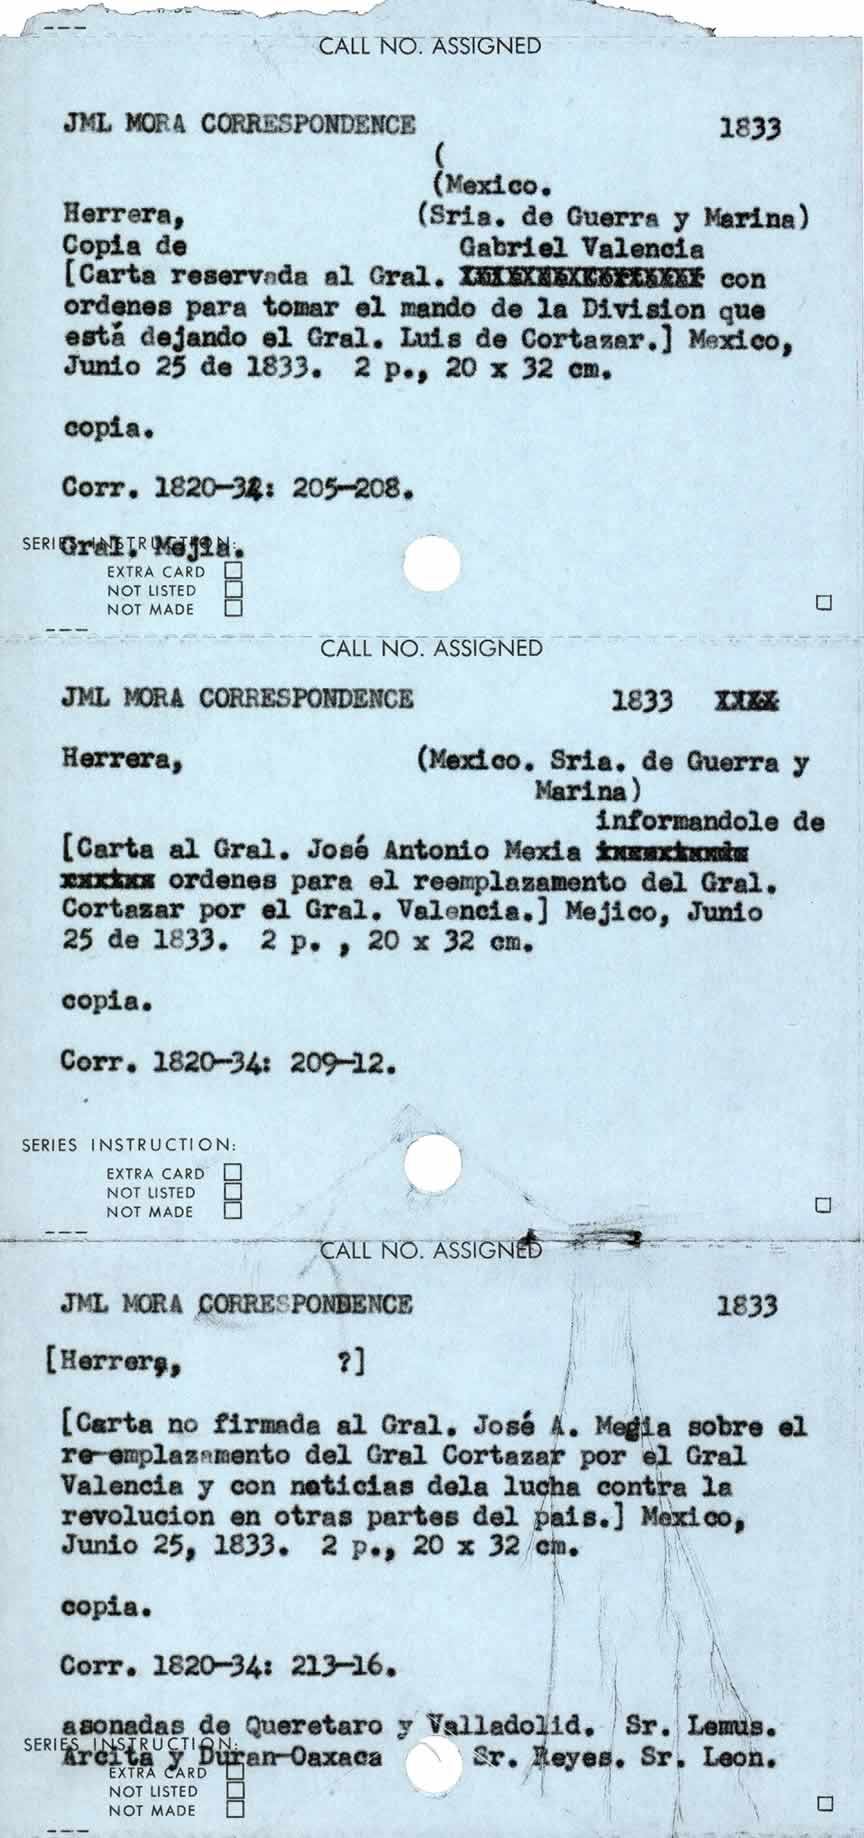 CALL NO. ASSIGNED
JML MORA CORRESPONDENCE 1833
(
(Mexico.
Herrera, (Sria. de Guerra y Marina)
Copia de Gabriel Valencia
[Carta reservada al Gral. con
ordenes para tomar el mando de la Division que
está dejando el Gral. Luis de Cortazar.] Mexico,
Junio 25 de 1833. 2 p., 20 x 32 cm.
copia.
Corr. 1820-34: 205-208.
SERIES INSTRUCTION:
Gral. Mejia.
EXTRA CARD
NOT LISTED
NOT MADE
CALL NO. ASSIGNED
JML MORA CORRESPONDENCE 1833 XXXX
Herrera, (Mexico. Sria. de Guerra y
Marina)
informandole de
[Carta al Gral. José Antonio Mexia
ordenes para el reemplazamento del Gral.
Cortazar por el Gral. Valencia.] Mejico, Junio
25 de 1833. 2 p. , 20 x 32 cm.
copia.
Corr. 1820-34: 209-12.
SERIES INSTRUCTION:
EXTRA CARD
NOT LISTED
NOT MADE
CALL NO. ASSIGNED
JML MORA CORRESPONDENCE 1833
[Herrera, ?]
[Carta no firmada al Gral. José A. Megia sobre el
re-emplazamento del Gral Cortazar por el Gral
Valencia y con noticias dela lucha contra la
revolucion en otras partes del pais.] Mexico,
Junio 25, 1833. 2 p., 20 x 32 cm.
copia.
Corr. 1820-34: 213-16.
asonadas de Queretaro y Valladolid. Sr. Lemus.
SERIES INSTRUCTION:
Arcita y Duran-Oaxaca Sr. Reyes. Sr. Leon.
EXTRA CARD
NOT LISTED
NOT MADE